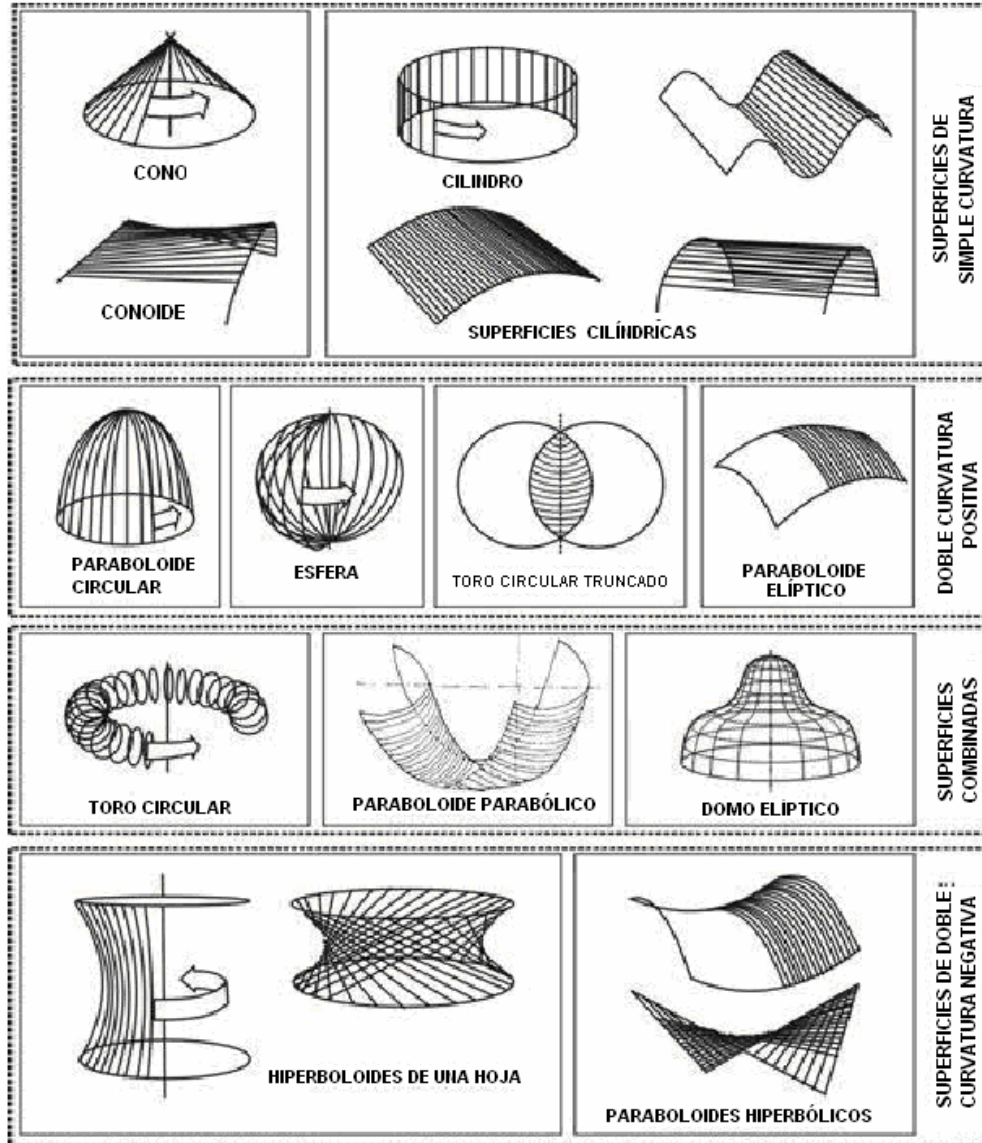 CONO
CILINDRO
CONOIDE
SUPERFICIES CILÍNDRICAS
SUPERFICIES DE
SIMPLE CURVATURA
PARABOLOIDE
CIRCULAR
ESFERA
TORO CIRCULAR TRUNCADO
PARABOLOIDE
ELÍPTICO
DOBLE CURVATURA
POSITIVA
TORO CIRCULAR
PARABOLOIDE PARABÓLICO
DOMO ELÍPTICO
SUPERFICIES
COMBINADAS
HIPERBOLOIDES DE UNA HOJA
PARABOLOIDES HIPERBÓLICOS
SUPERFICIES DE DOBLE
CURVATURA NEGATIVA